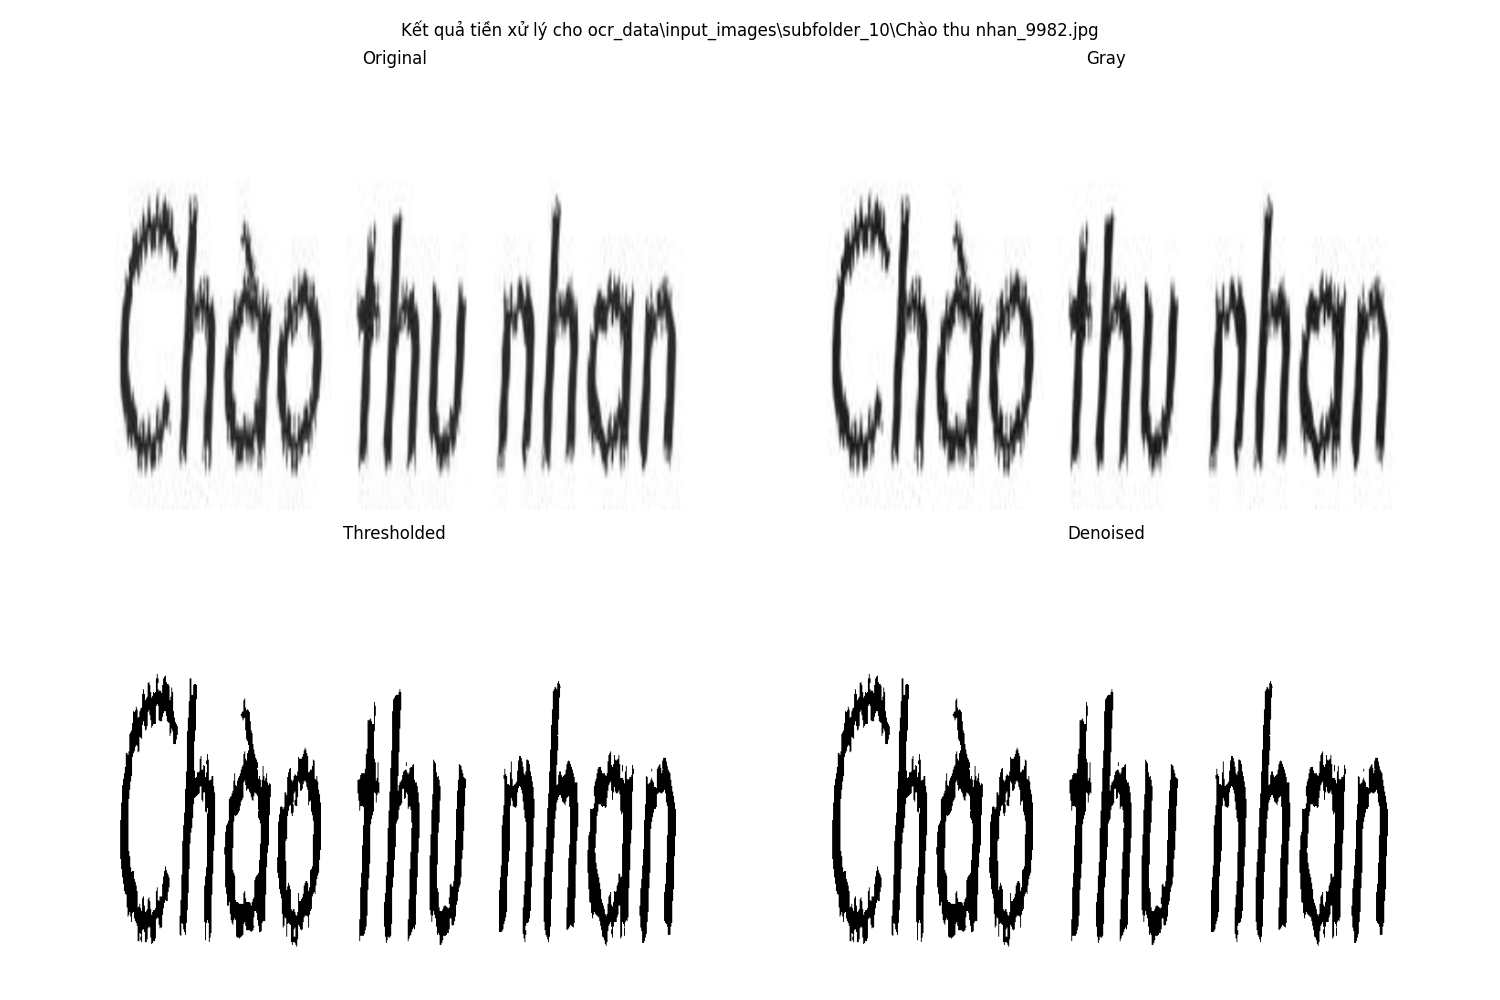 Kết quả tiền xử lý cho ocr_data\input_images\subfolder_10\Chào thu nhan_9982.jpg
Original
Gray
Chào thu nhan
Chào thu nhan
Thresholded
Denoised
Chào thu nhan
Chào thu nhan